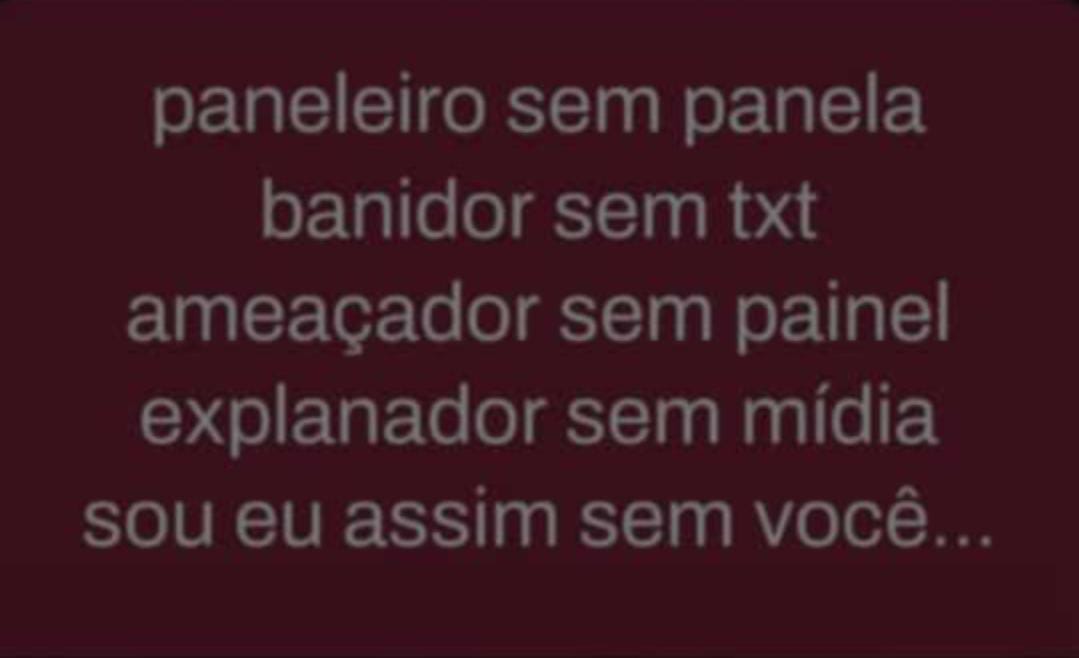 paneleiro sem panela
banidor sem txt
ameaçador sem painel
explanador sem mídia
sou eu assim sem você...